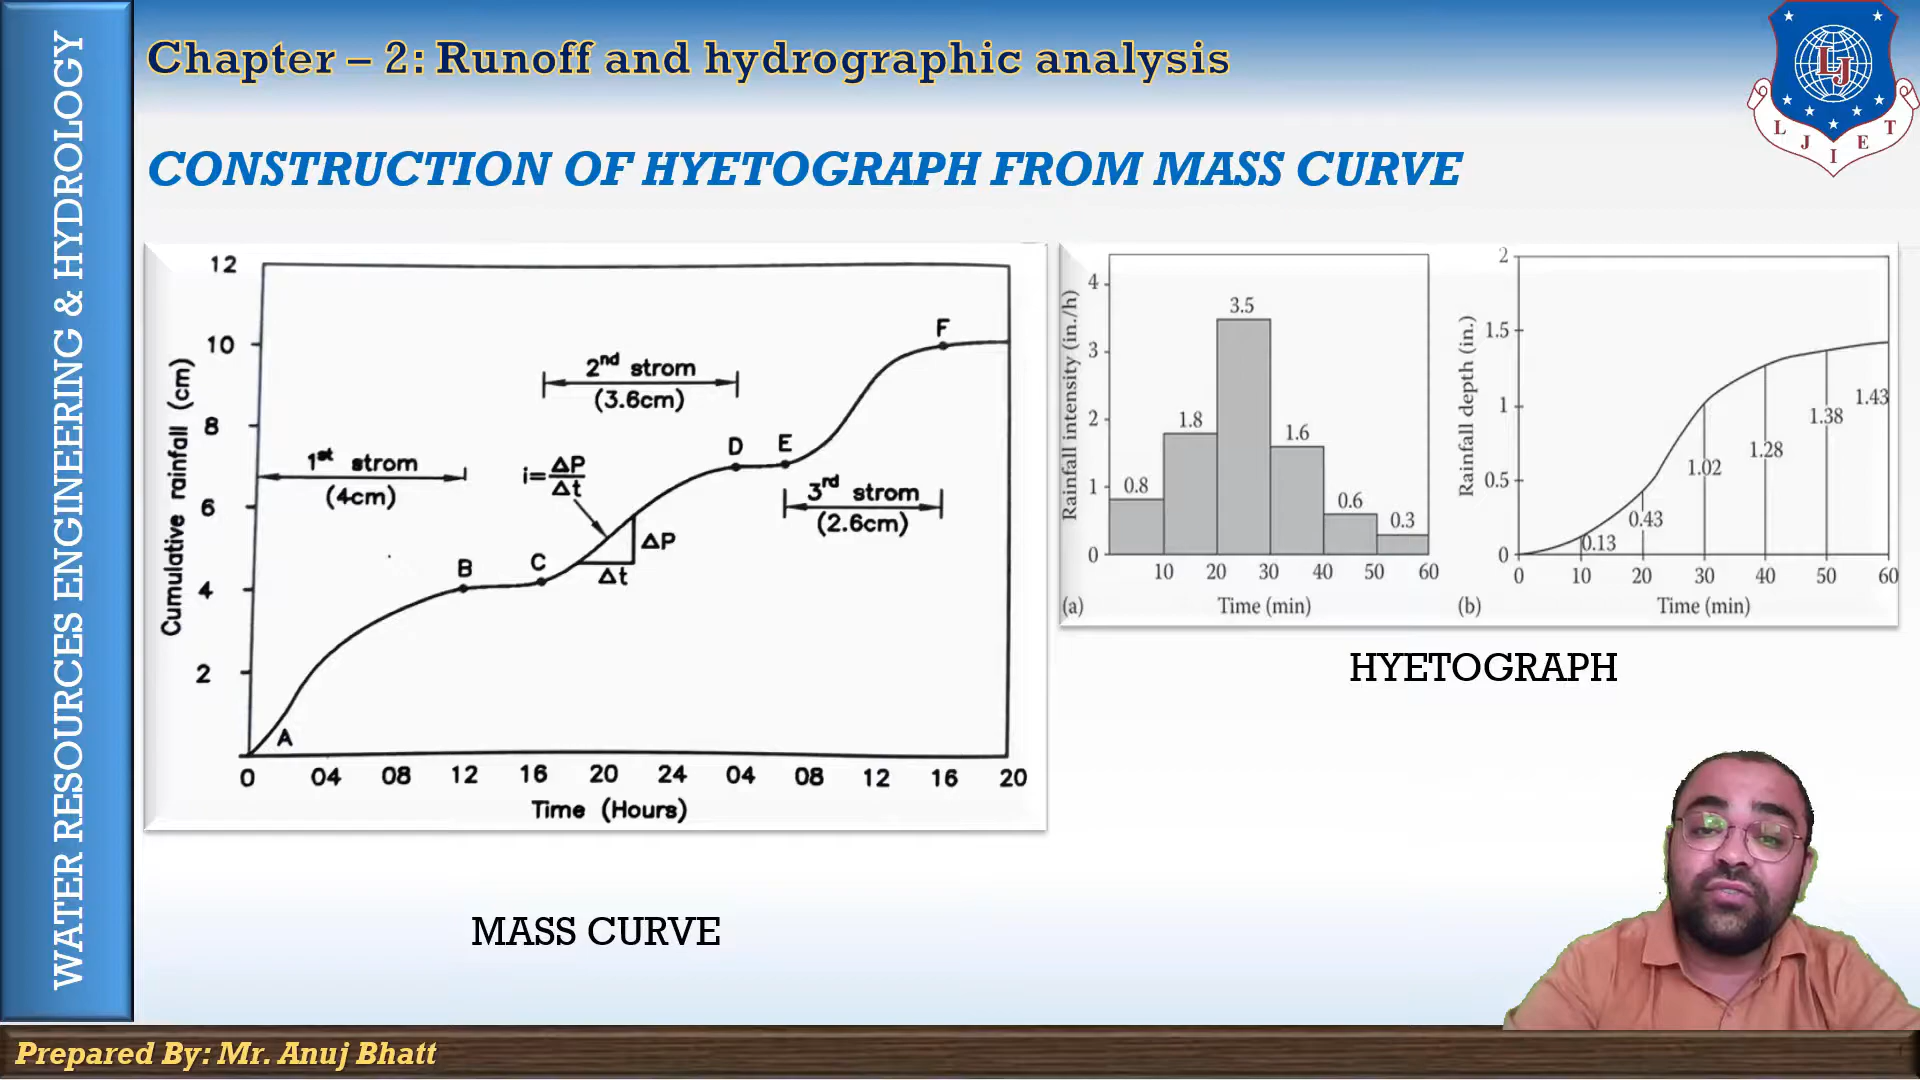 WATER RESOURCES ENGINEERING & HYDROLOGY
Chapter – 2: Runoff and hydrographic analysis
L J I E T
LJ
CONSTRUCTION OF HYETOGRAPH FROM MASS CURVE
12
10
8
6
4
2
Cumulative rainfall (cm)
1st strom
(4cm)
2nd strom
(3.6cm)
3rd strom
(2.6cm)
i=ΔP/Δt
ΔP
Δt
A
B
C
D
E
F
0 04 08 12 16 20 24 04 08 12 16 20
Time (Hours)
MASS CURVE
4
3
2
1
0
Rainfall intensity (in./h)
0.8
1.8
3.5
1.6
0.6
0.3
10 20 30 40 50 60
(a) Time (min)
2
1.5
1
0.5
0
Rainfall depth (in.)
0.13
0.43
1.02
1.28
1.38
1.43
0 10 20 30 40 50 60
(b) Time (min)
HYETOGRAPH
Prepared By: Mr. Anuj Bhatt